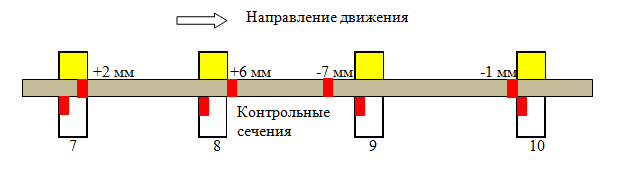 Направление движения
+2 мм +6 мм -7 мм -1 мм
Контрольные
сечения
7 8 9 10